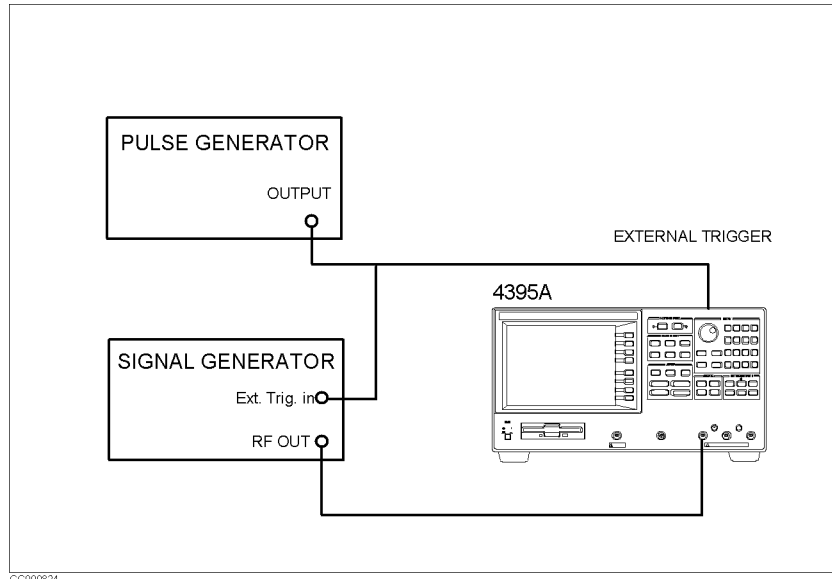 PULSE GENERATOR
OUTPUT
EXTERNAL TRIGGER
4395A
SIGNAL GENERATOR
Ext. Trig. in
RF OUT